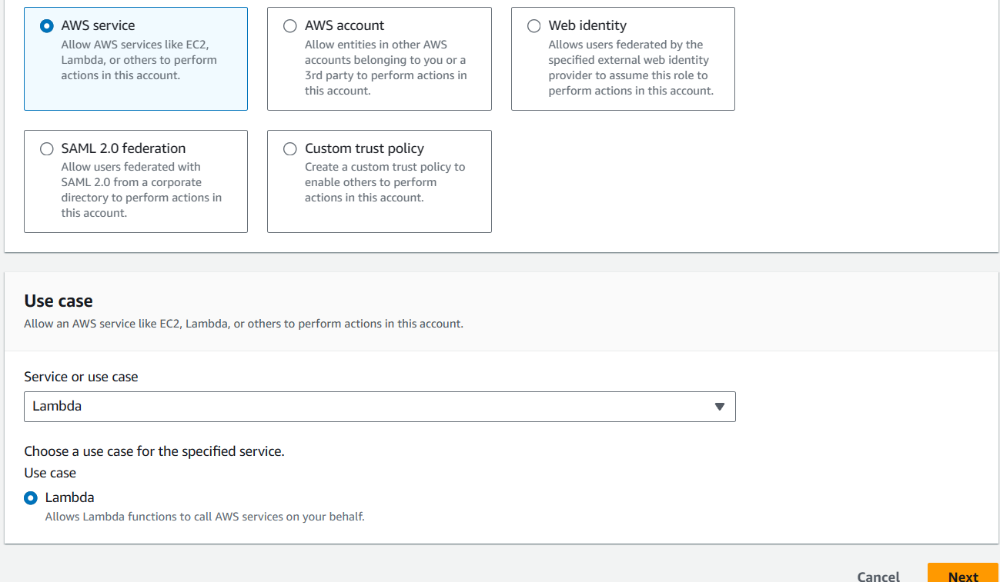 AWS service
Allow AWS services like EC2,
Lambda, or others to perform
actions in this account.
AWS account
Allow entities in other AWS
accounts belonging to you or a
3rd party to perform actions in
this account.
Web identity
Allows users federated by the
specified external web identity
provider to assume this role to
perform actions in this account.
SAML 2.0 federation
Allow users federated with
SAML 2.0 from a corporate
directory to perform actions in
this account.
Custom trust policy
Create a custom trust policy to
enable others to perform
actions in this account.
Use case
Allow an AWS service like EC2, Lambda, or others to perform actions in this account.
Service or use case
Lambda
Choose a use case for the specified service.
Use case
Lambda
Allows Lambda functions to call AWS services on your behalf.
Cancel
Next